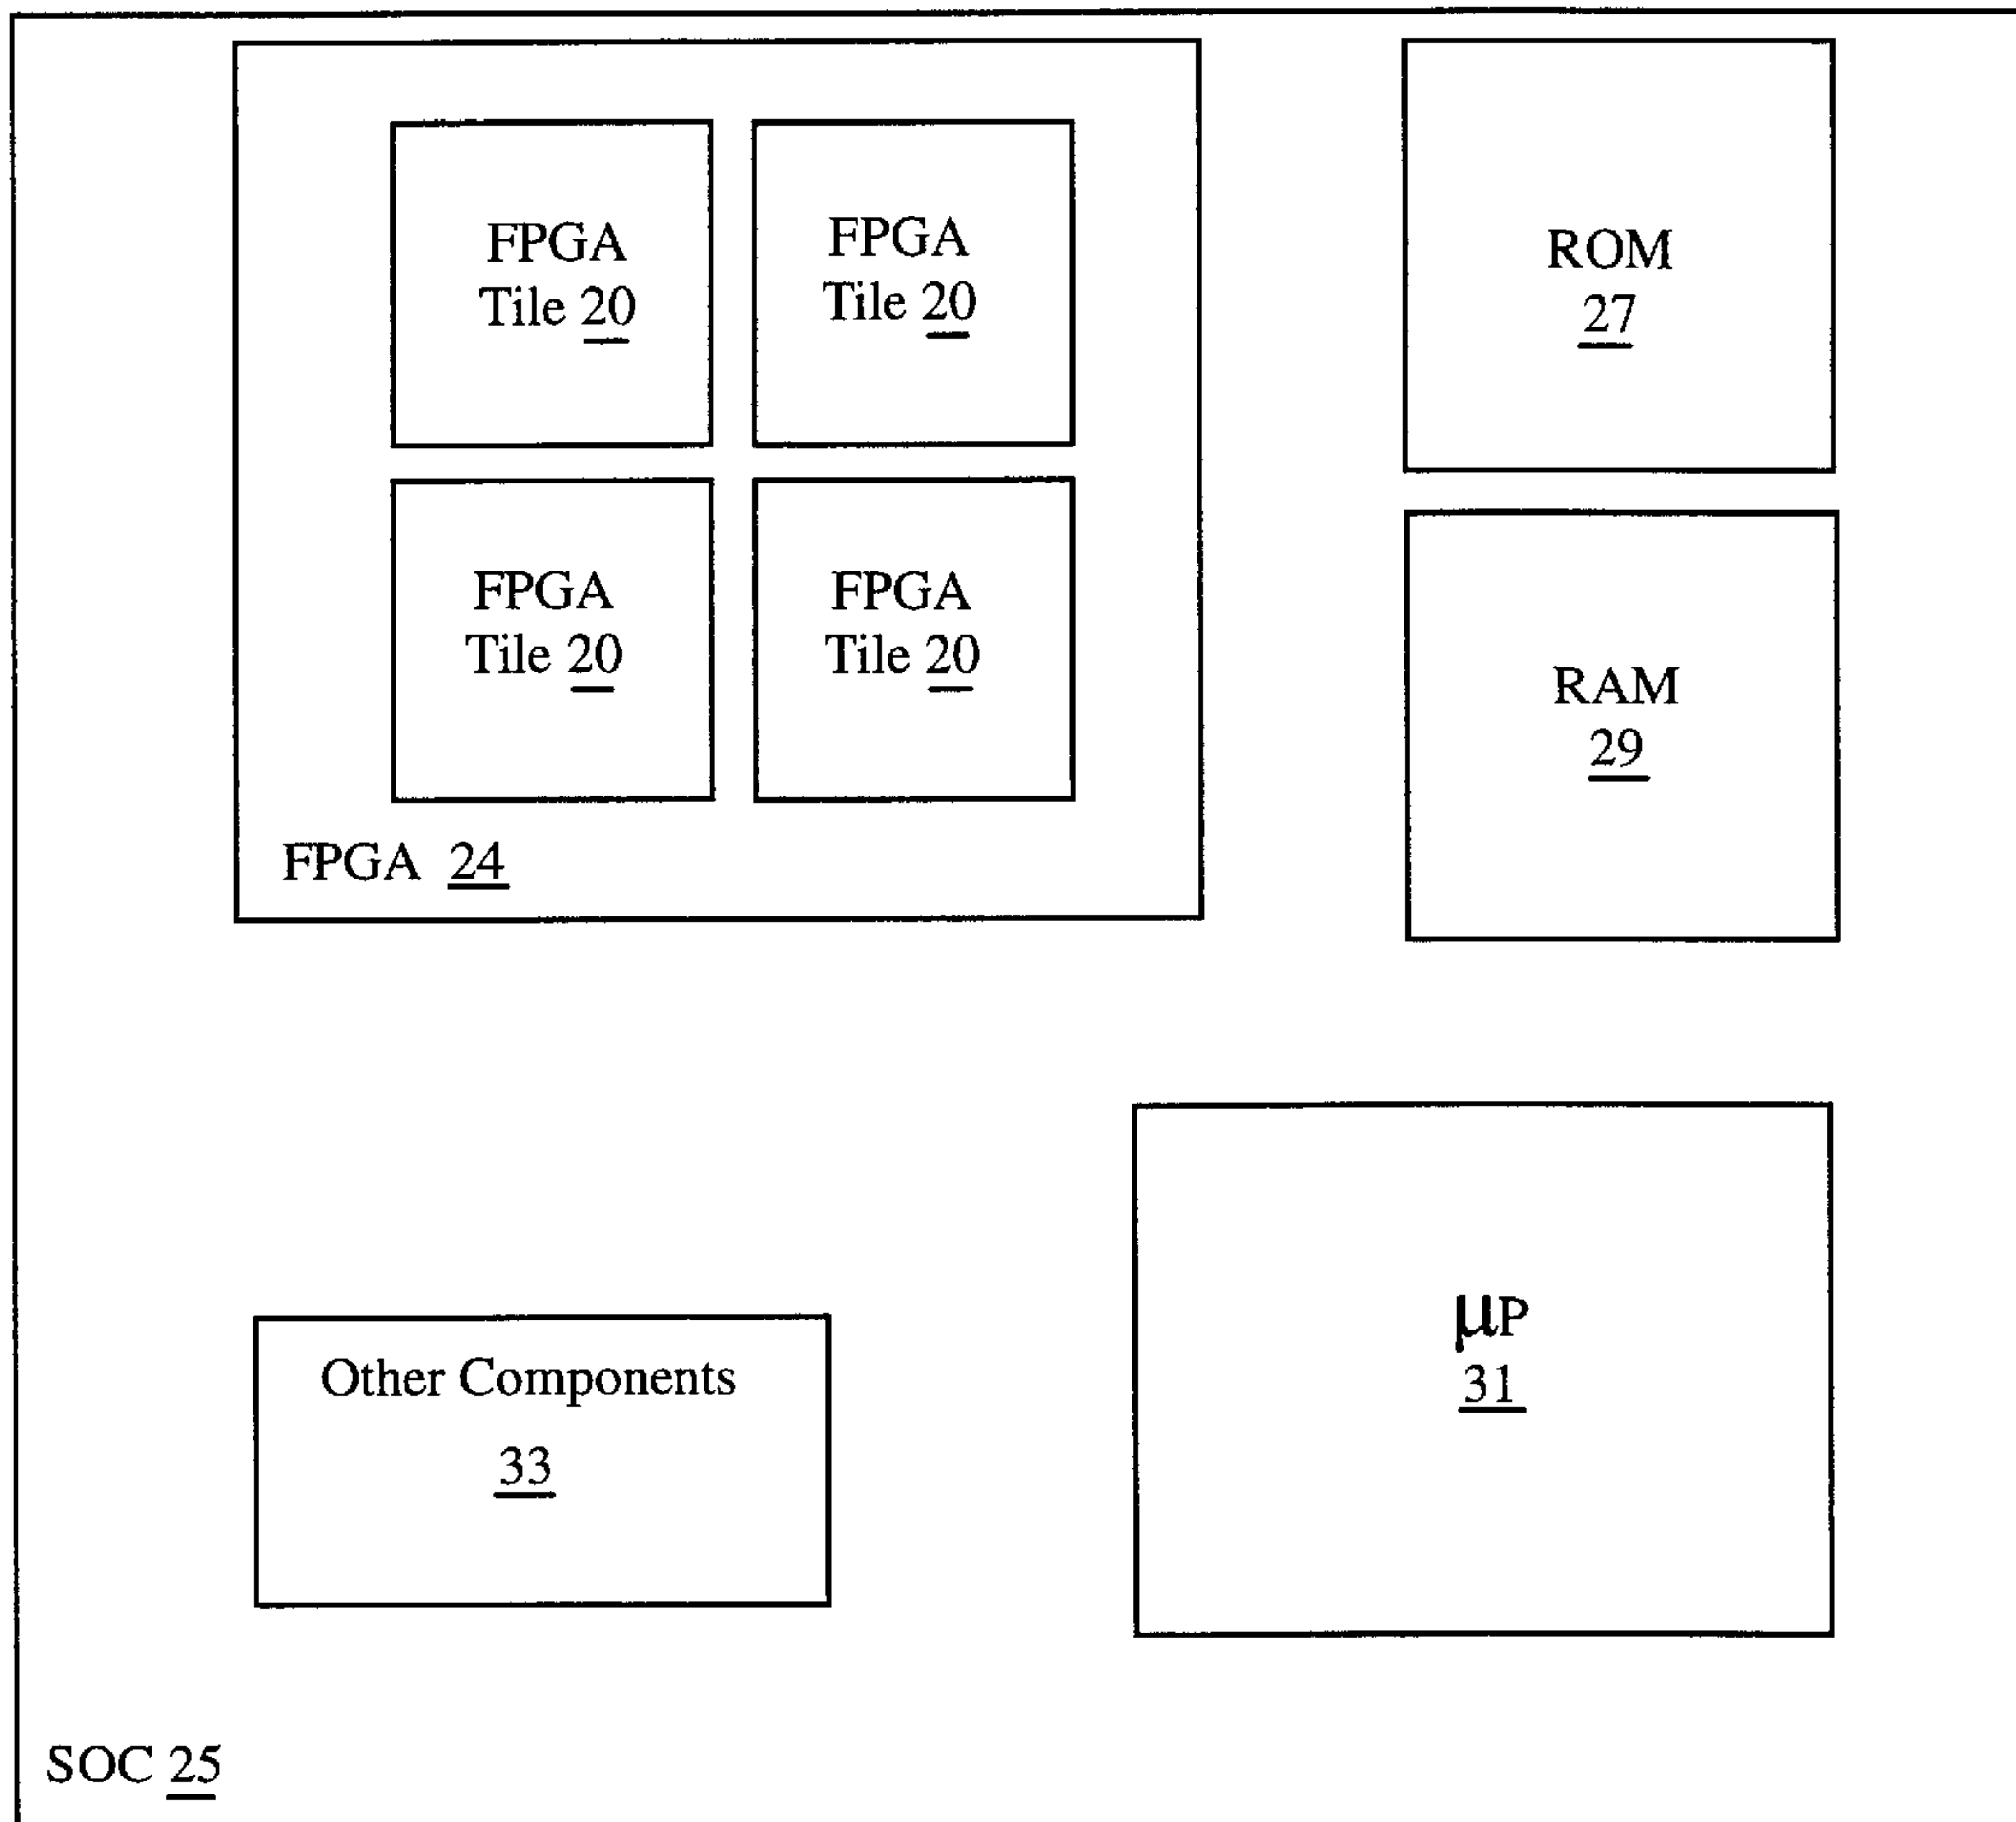 FPGA
Tile 20
FPGA
Tile 20
ROM
27
FPGA
Tile 20
FPGA
Tile 20
RAM
29
FPGA 24
μP
31
Other Components
33
SOC 25